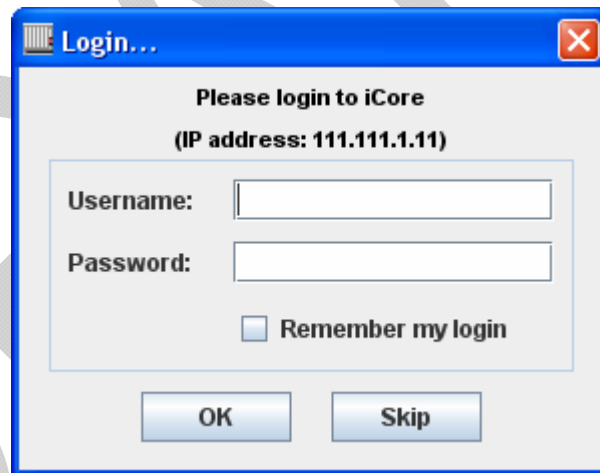 Login...
Please login to iCore
(IP address: 111.111.1.11)
Username:
Password:
Remember my login
OK Skip